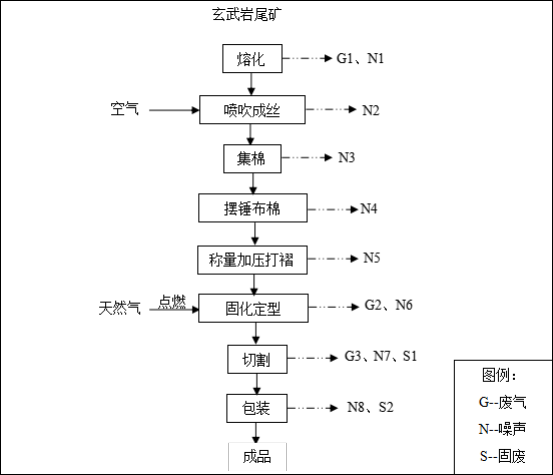 玄武岩尾矿
熔化
G1、N1
空气
喷吹成丝
N2
集棉
N3
摆锤布棉
N4
称量加压打褶
N5
天然气
点燃
固化定型
G2、N6
切割
G3、N7、S1
包装
N8、S2
成品
图例：
G--废气
N--噪声
S--固废